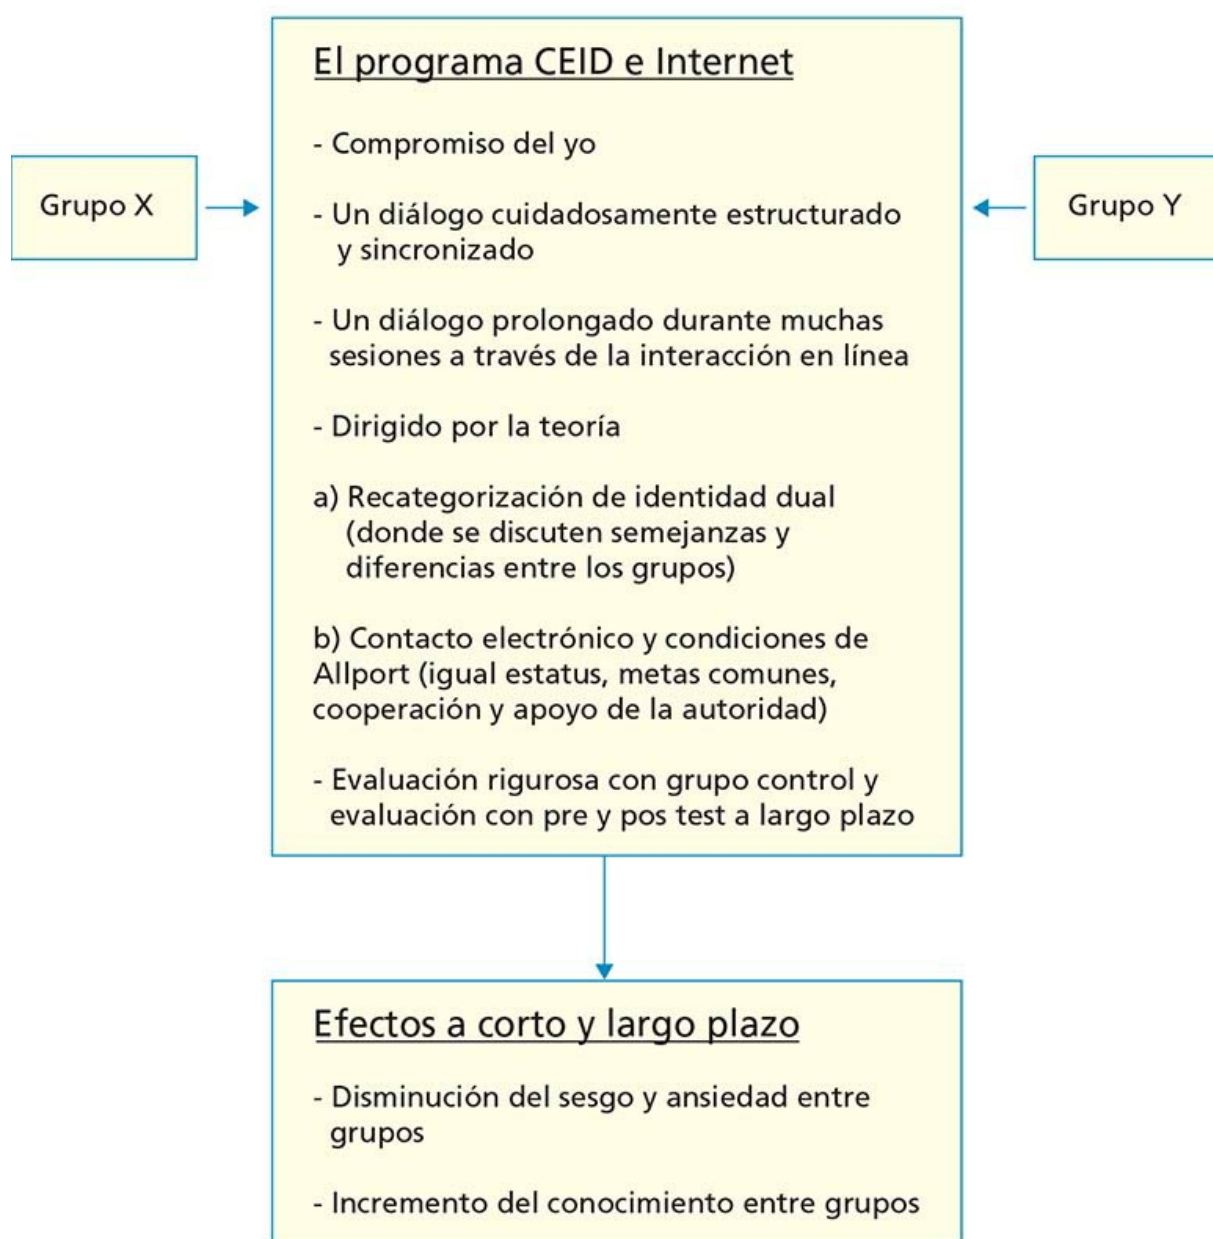 El programa CEID e Internet
- Compromiso del yo
Grupo X
Grupo Y
- Un diálogo cuidadosamente estructurado
y sincronizado
- Un diálogo prolongado durante muchas
sesiones a través de la interacción en línea
- Dirigido por la teoría
a) Recategorización de identidad dual
(donde se discuten semejanzas y
diferencias entre los grupos)
b) Contacto electrónico y condiciones de
Allport (igual estatus, metas comunes,
cooperación y apoyo de la autoridad)
- Evaluación rigurosa con grupo control y
evaluación con pre y pos test a largo plazo
Efectos a corto y largo plazo
- Disminución del sesgo y ansiedad entre
grupos
- Incremento del conocimiento entre grupos